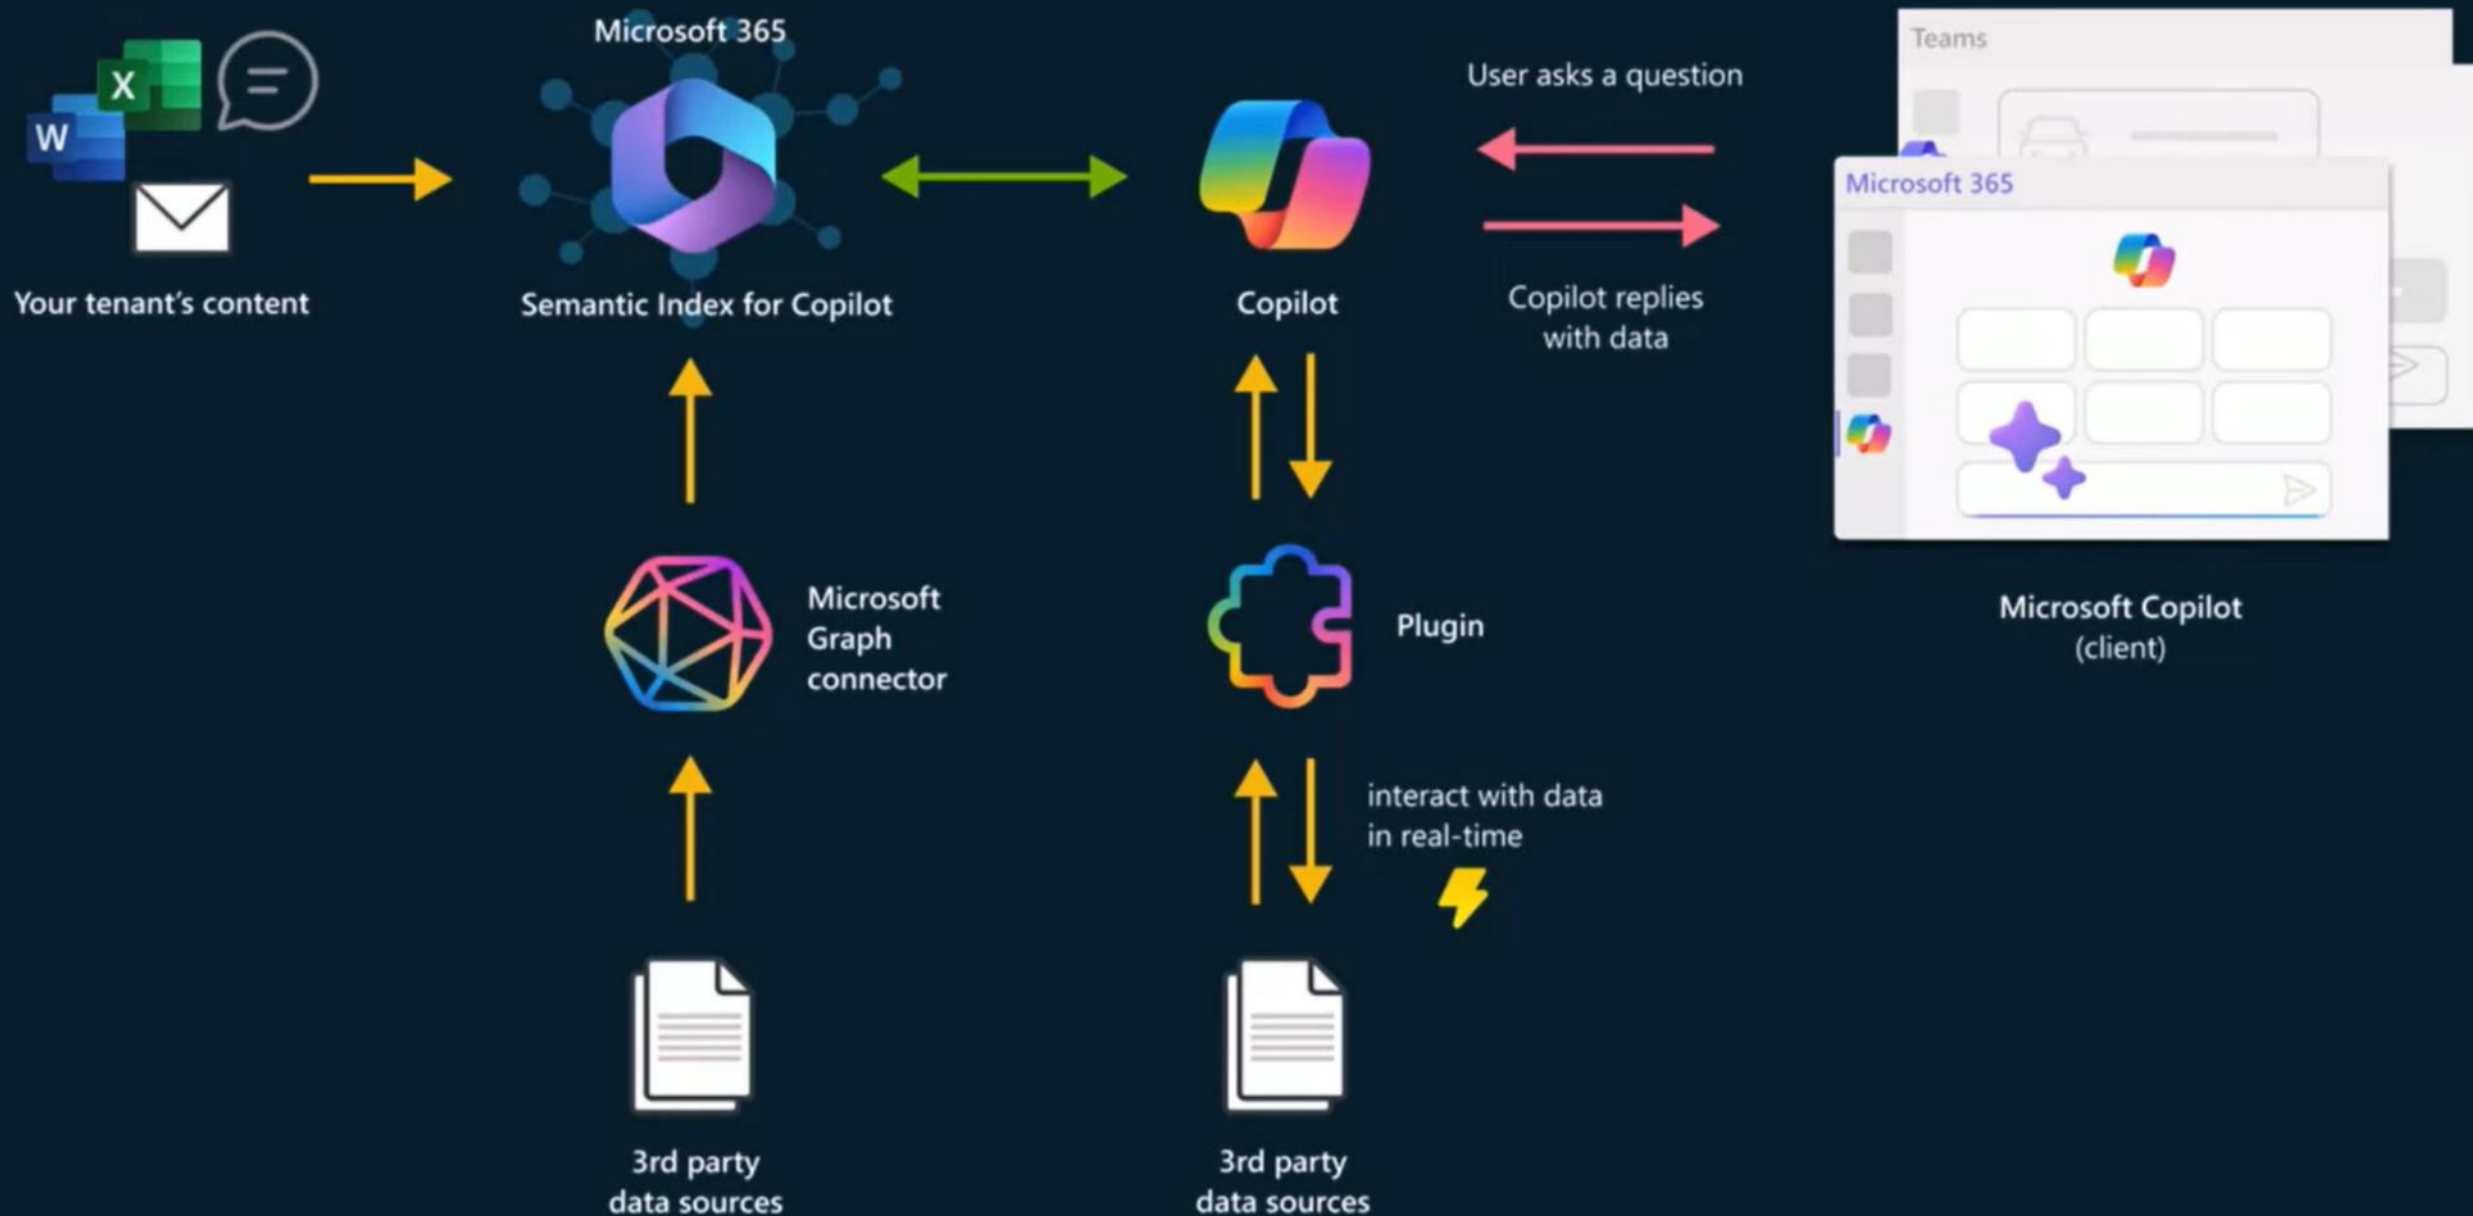 Microsoft 365
X
W
Your tenant's content
Semantic Index for Copilot
Copilot
User asks a question
Copilot replies
with data
Teams
Microsoft 365
Microsoft Copilot
(client)
Microsoft
Graph
connector
Plugin
interact with data
in real-time
3rd party
data sources
3rd party
data sources